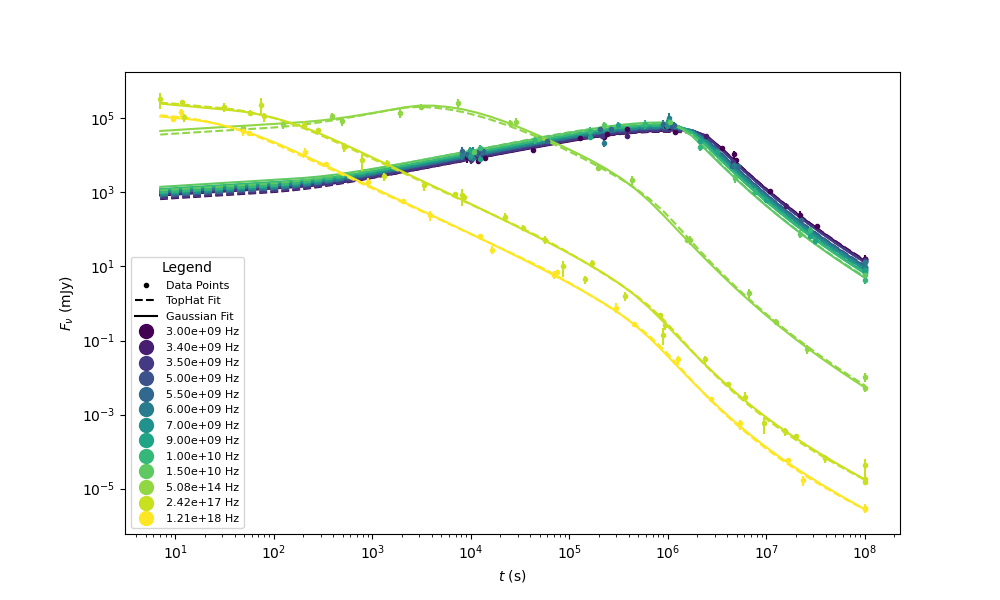 10^5
10^3
10^1
10^−1
10^−3
10^−5
F_ν (mJy)
Legend
Data Points
TopHat Fit
Gaussian Fit
3.00e+09 Hz
3.40e+09 Hz
3.50e+09 Hz
5.00e+09 Hz
5.50e+09 Hz
6.00e+09 Hz
7.00e+09 Hz
9.00e+09 Hz
1.00e+10 Hz
1.50e+10 Hz
5.08e+14 Hz
2.42e+17 Hz
1.21e+18 Hz
10^1 10^2 10^3 10^4 10^5 10^6 10^7 10^8
t (s)